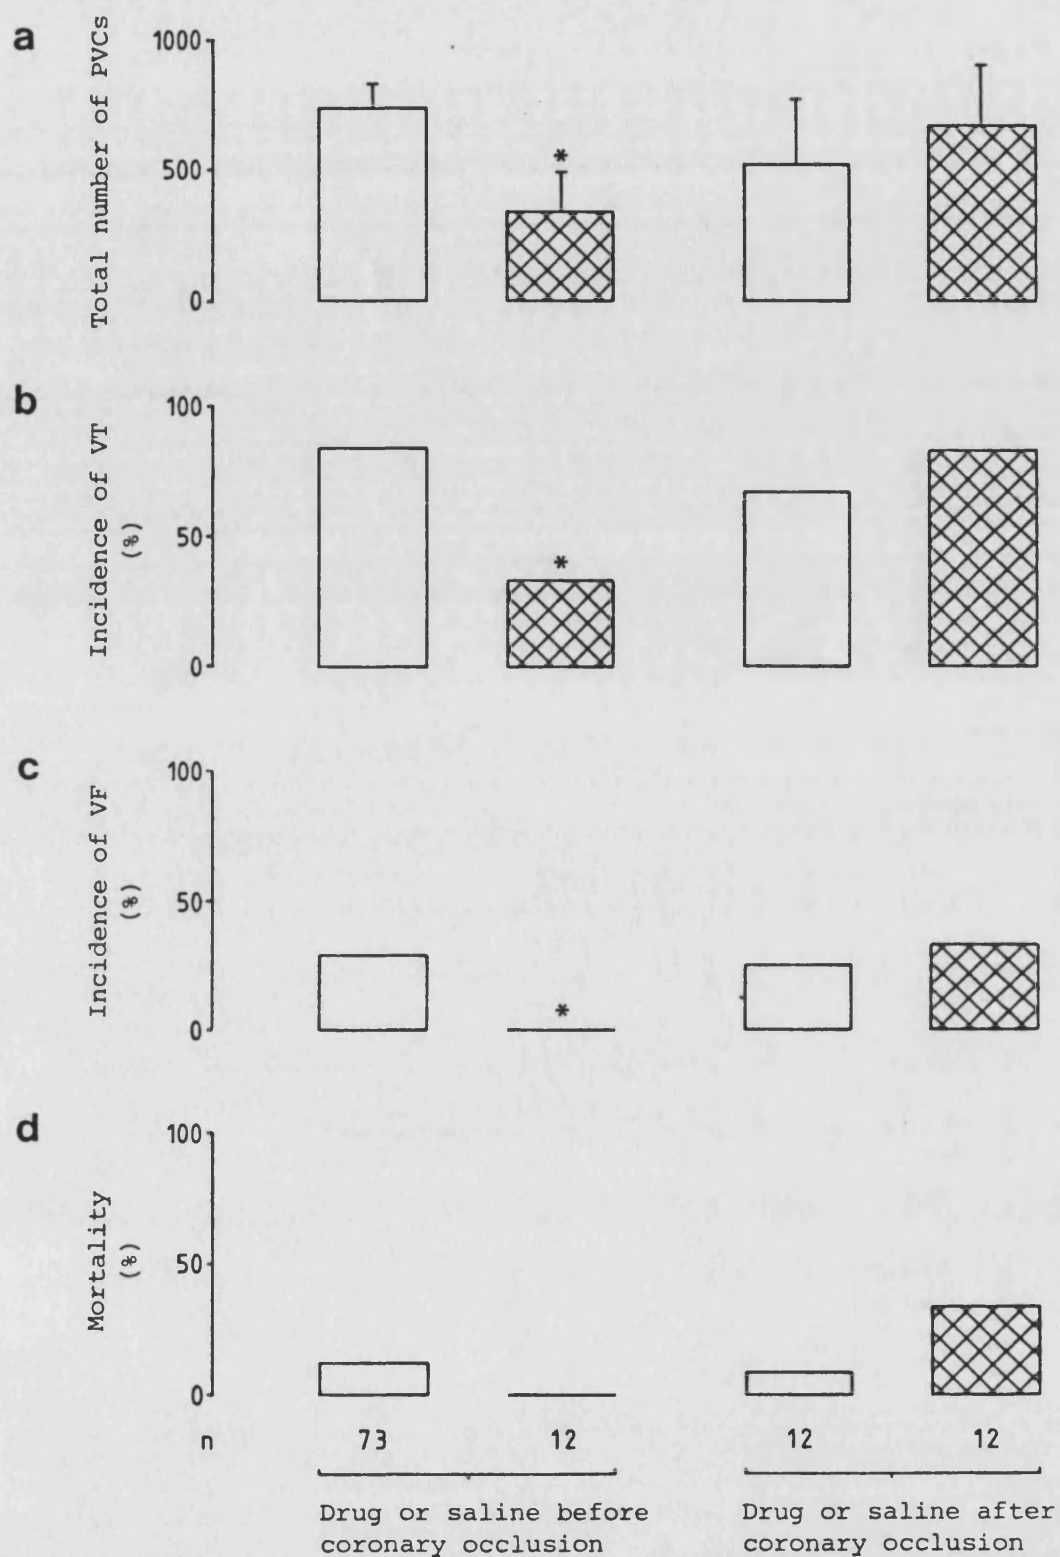 a
Total number of PVCs
1000
500
0
*
b
Incidence of VT
(%)
100
50
0
*
c
Incidence of VF
(%)
100
50
0
*
d
Mortality
(%)
100
50
0
n 73 12 12 12
Drug or saline before
coronary occlusion
Drug or saline after
coronary occlusion